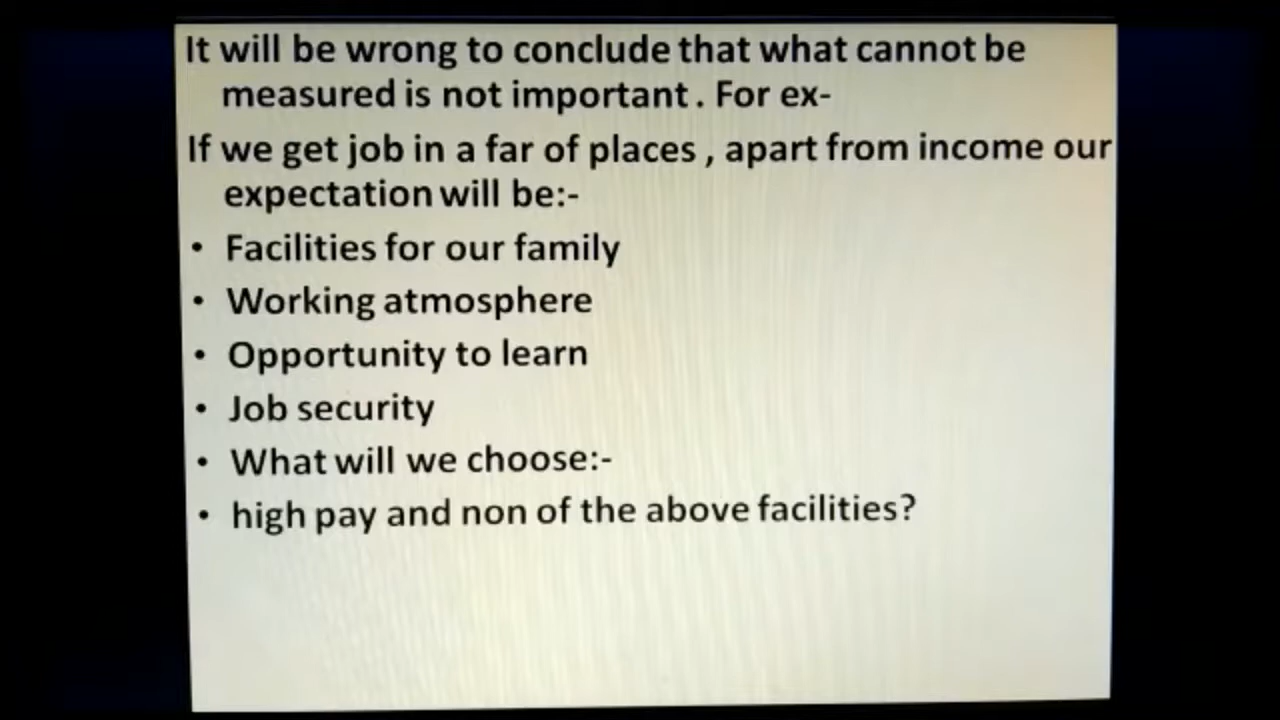 It will be wrong to conclude that what cannot be
measured is not important. For ex-
If we get job in a far of places , apart from income our
expectation will be:-
• Facilities for our family
• Working atmosphere
• Opportunity to learn
• Job security
• What will we choose:-
• high pay and non of the above facilities?